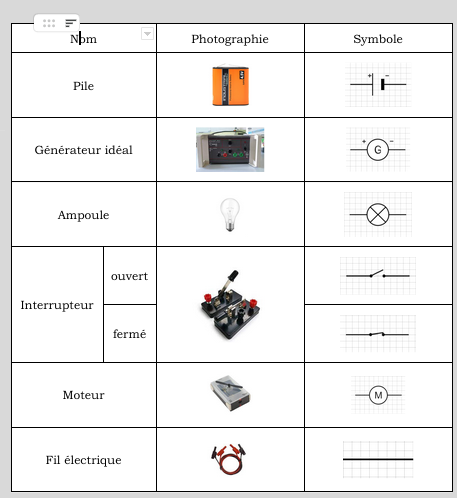 Nom Photographie Symbole
Pile
+ −
Générateur idéal
+ G −
Ampoule
Interrupteur
ouvert
fermé
Moteur
M
Fil électrique